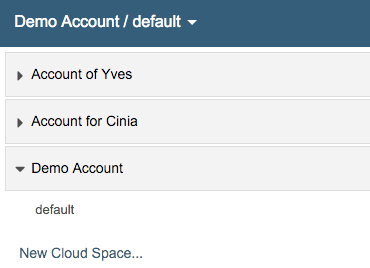 Demo Account / default
Account of Yves
Account for Cinia
Demo Account
default
New Cloud Space...